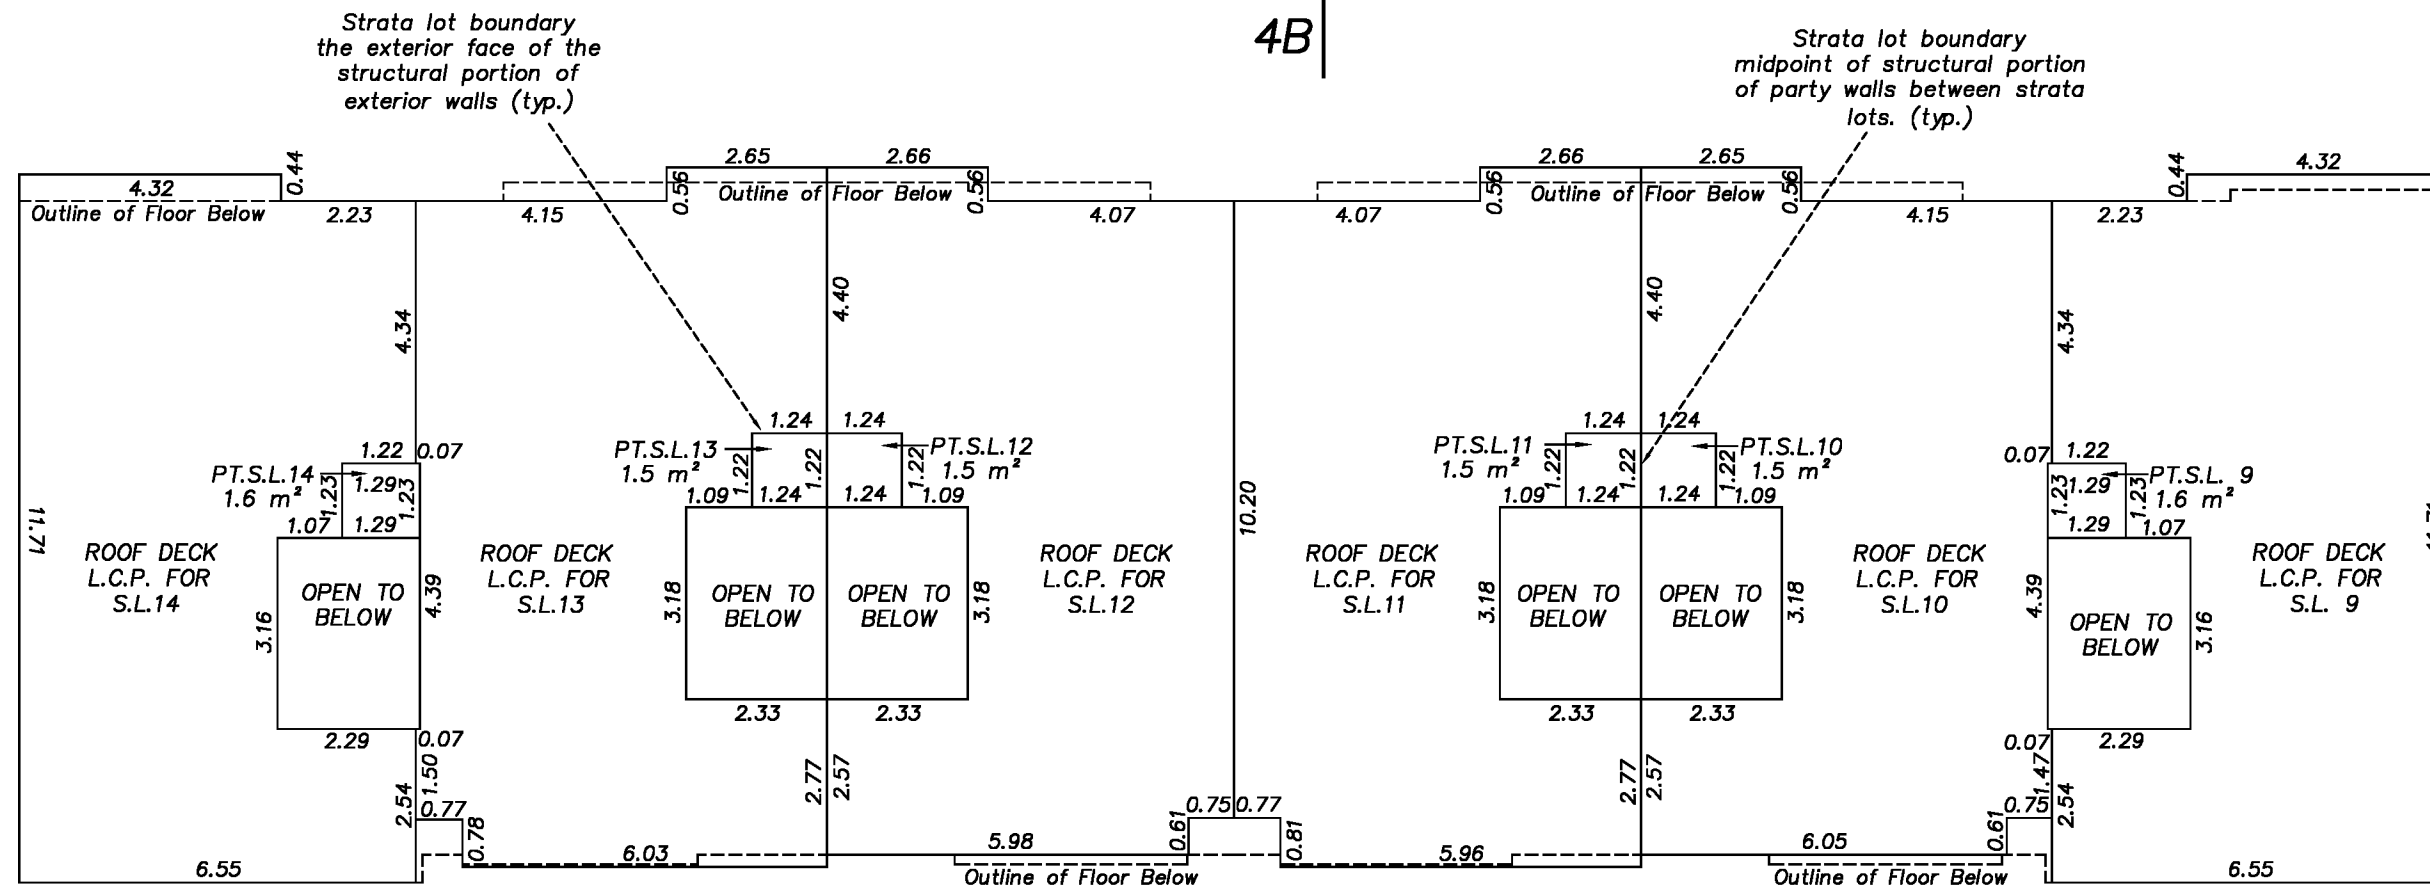 Strata lot boundary
the exterior face of the
structural portion of
exterior walls (typ.)
4B
Strata lot boundary
midpoint of structural portion
of party walls between strata
lots. (typ.)
4.32
0.44
Outline of Floor Below
2.23
4.15
2.65
2.66
0.56
0.56
Outline of Floor Below
4.07
4.07
2.66
2.65
0.56
0.56
Outline of Floor Below
4.15
0.44
4.32
2.23
4.34
4.40
4.40
4.34
1.22
0.07
PT.S.L.14
1.6 m²
1.23
1.29
1.23
1.07
1.29
1.24
1.24
PT.S.L.13
1.5 m²
1.22
1.22
1.22
PT.S.L.12
1.5 m²
1.09
1.24
1.24
1.09
10.20
1.24
1.24
PT.S.L.11
1.5 m²
1.22
1.22
1.22
PT.S.L.10
1.5 m²
1.09
1.24
1.24
1.09
0.07
1.22
PT.S.L. 9
1.6 m²
1.23
1.29
1.23
1.29
1.07
11.71
ROOF DECK
L.C.P. FOR
S.L.14
OPEN TO
BELOW
3.16
4.39
ROOF DECK
L.C.P. FOR
S.L.13
3.18
OPEN TO
BELOW
OPEN TO
BELOW
3.18
ROOF DECK
L.C.P. FOR
S.L.12
ROOF DECK
L.C.P. FOR
S.L.11
3.18
OPEN TO
BELOW
OPEN TO
BELOW
3.18
ROOF DECK
L.C.P. FOR
S.L.10
4.39
OPEN TO
BELOW
3.16
ROOF DECK
L.C.P. FOR
S.L. 9
2.29
0.07
2.33
2.33
2.33
2.33
0.07
2.29
2.54
1.50
0.77
0.78
2.77
2.57
0.75
0.77
0.61
0.81
2.77
2.57
0.61
0.75
1.47
2.54
6.55
6.03
5.98
Outline of Floor Below
5.96
6.05
Outline of Floor Below
6.55